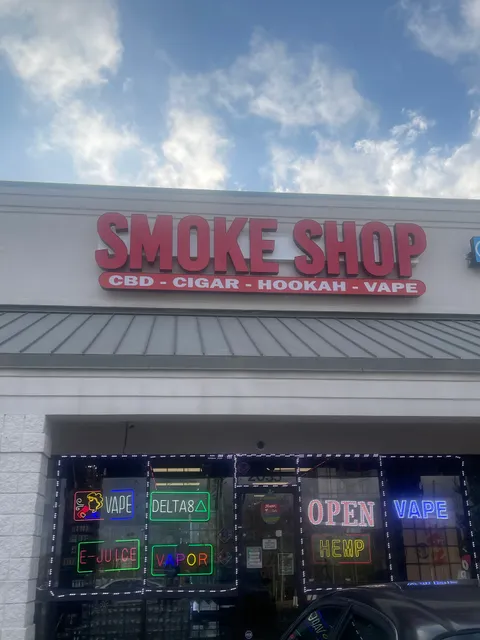 SMOKE SHOP
CBD - CIGAR - HOOKAH - VAPE
VAPE
DELTA8
OPEN
VAPE
E-JUICE
VAPOR
HEMP